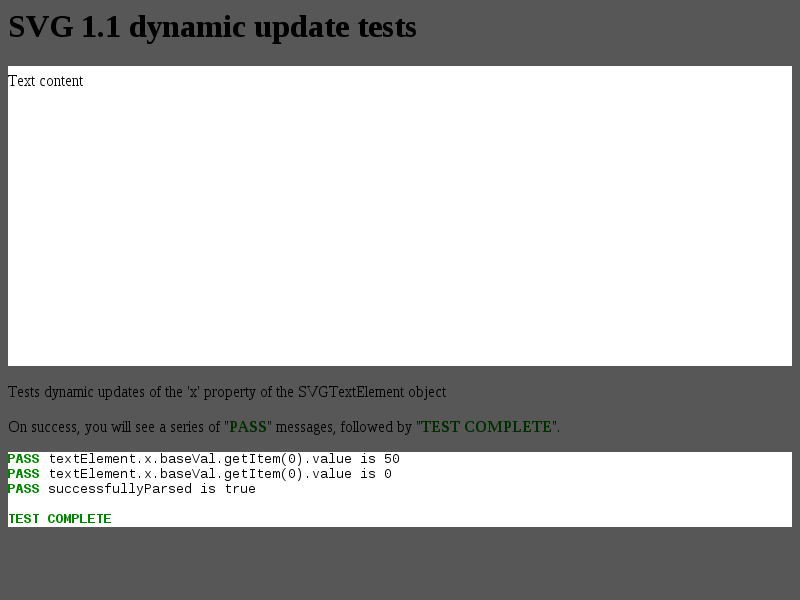 SVG 1.1 dynamic update tests
Text content
Tests dynamic updates of the 'x' property of the SVGTextElement object
On success, you will see a series of "PASS" messages, followed by "TEST COMPLETE".
PASS textElement.x.baseVal.getItem(0).value is 50
PASS textElement.x.baseVal.getItem(0).value is 0
PASS successfullyParsed is true
TEST COMPLETE